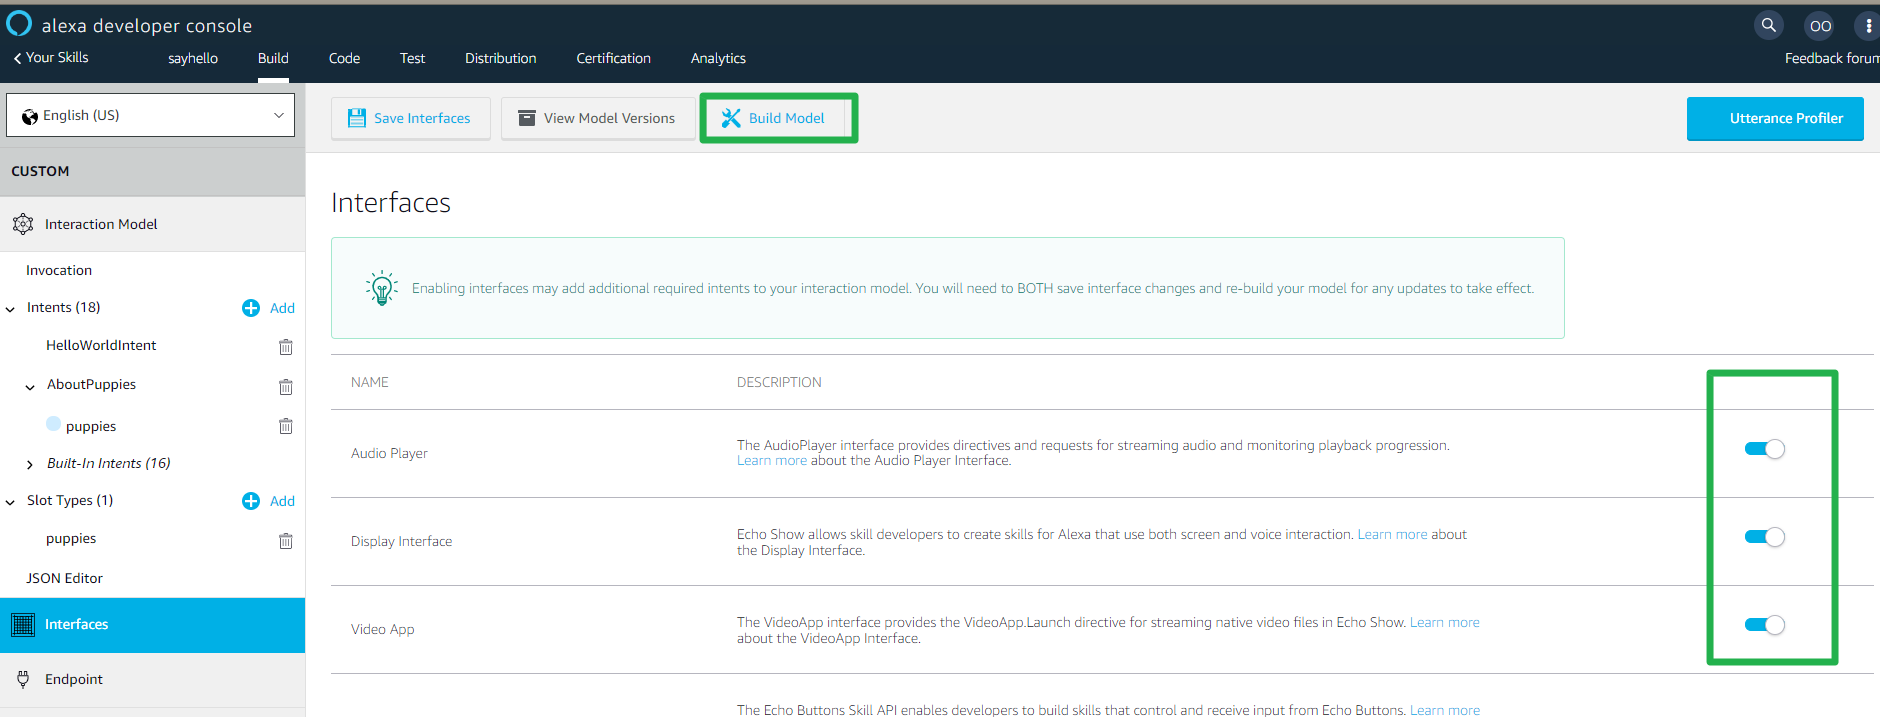 alexa developer console
OO
Your Skills
sayhello
Build
Code
Test
Distribution
Certification
Analytics
Feedback forum
English (US)
Save Interfaces
View Model Versions
Build Model
Utterance Profiler
CUSTOM
Interaction Model
Invocation
Intents (18)
Add
HelloWorldIntent
AboutPuppies
puppies
Built-In Intents (16)
Slot Types (1)
Add
puppies
JSON Editor
Interfaces
Endpoint
Interfaces
Enabling interfaces may add additional required intents to your interaction model. You will need to BOTH save interface changes and re-build your model for any updates to take effect.
NAME
DESCRIPTION
Audio Player
The AudioPlayer interface provides directives and requests for streaming audio and monitoring playback progression.
Learn more about the Audio Player Interface.
Display Interface
Echo Show allows skill developers to create skills for Alexa that use both screen and voice interaction. Learn more about
the Display Interface.
Video App
The VideoApp interface provides the VideoApp.Launch directive for streaming native video files in Echo Show. Learn more
about the VideoApp Interface.
The Echo Buttons Skill API enables developers to build skills that control and receive input from Echo Buttons. Learn more